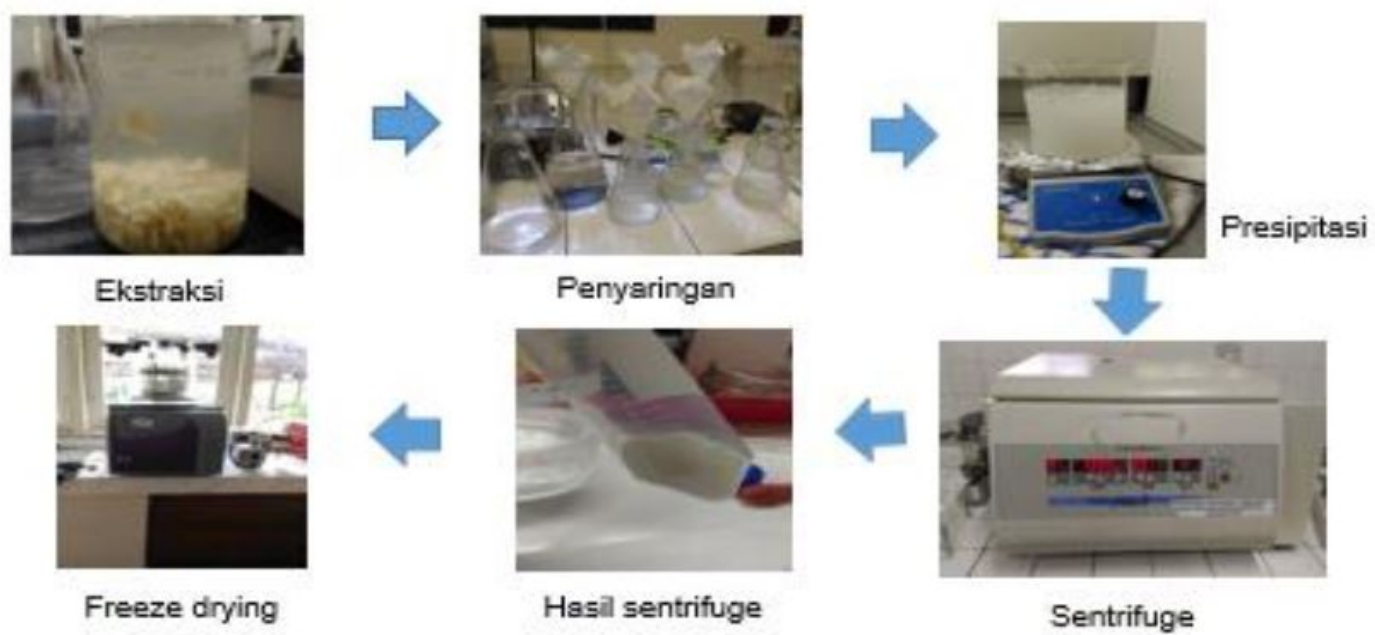 Ekstraksi
Penyaringan
Presipitasi
Sentrifuge
Hasil sentrifuge
Freeze drying